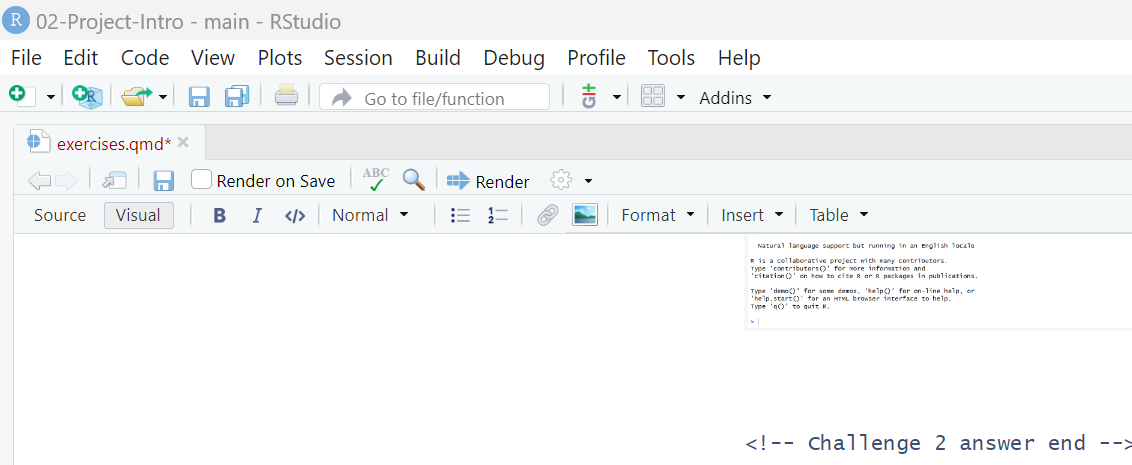 R 02-Project-Intro - main - RStudio
File Edit Code View Plots Session Build Debug Profile Tools Help
R Go to file/function Git Addins
exercises.qmd*
Render on Save ABC Render
Source Visual B I </> Normal 1 2 Format Insert Table
Natural language support but running in an English locale
R is a collaborative project with many contributors.
Type 'contributors()' for more information and
'citation()' on how to cite R or R packages in publications.
Type 'demo()' for some demos, 'help()' for on-line help, or
'help.start()' for an HTML browser interface to help.
Type 'q()' to quit R.
>
<!-- Challenge 2 answer end -->